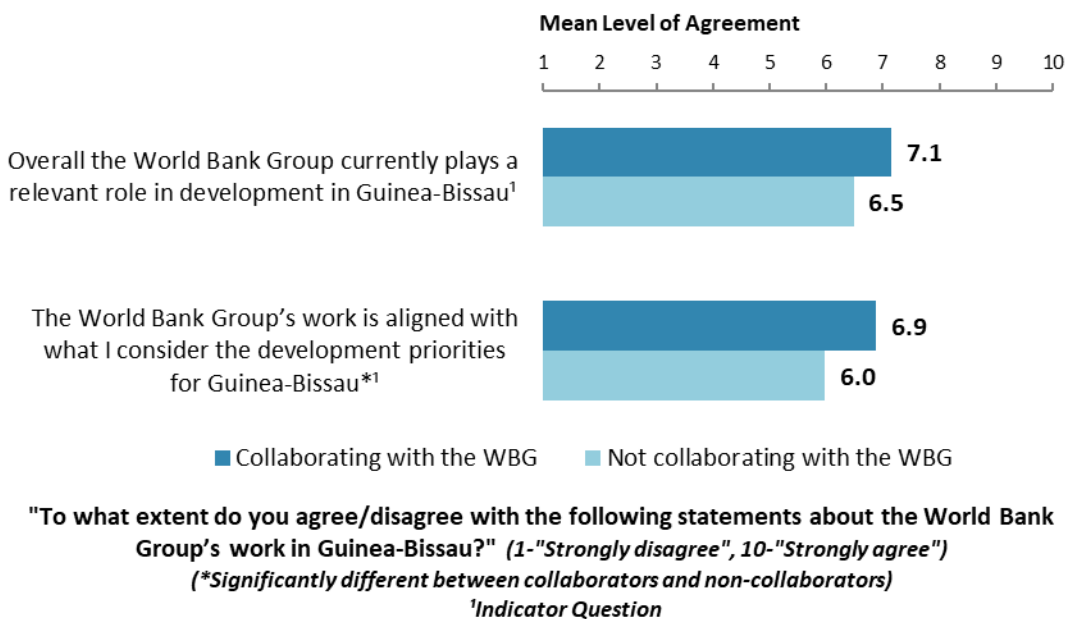 Mean Level of Agreement
1 2 3 4 5 6 7 8 9 10
Overall the World Bank Group currently plays a
relevant role in development in Guinea-Bissau¹
7.1
6.5
The World Bank Group’s work is aligned with
what I consider the development priorities
for Guinea-Bissau*¹
6.9
6.0
Collaborating with the WBG Not collaborating with the WBG
"To what extent do you agree/disagree with the following statements about the World Bank
Group’s work in Guinea-Bissau?" (1-"Strongly disagree", 10-"Strongly agree")
(*Significantly different between collaborators and non-collaborators)
¹Indicator Question